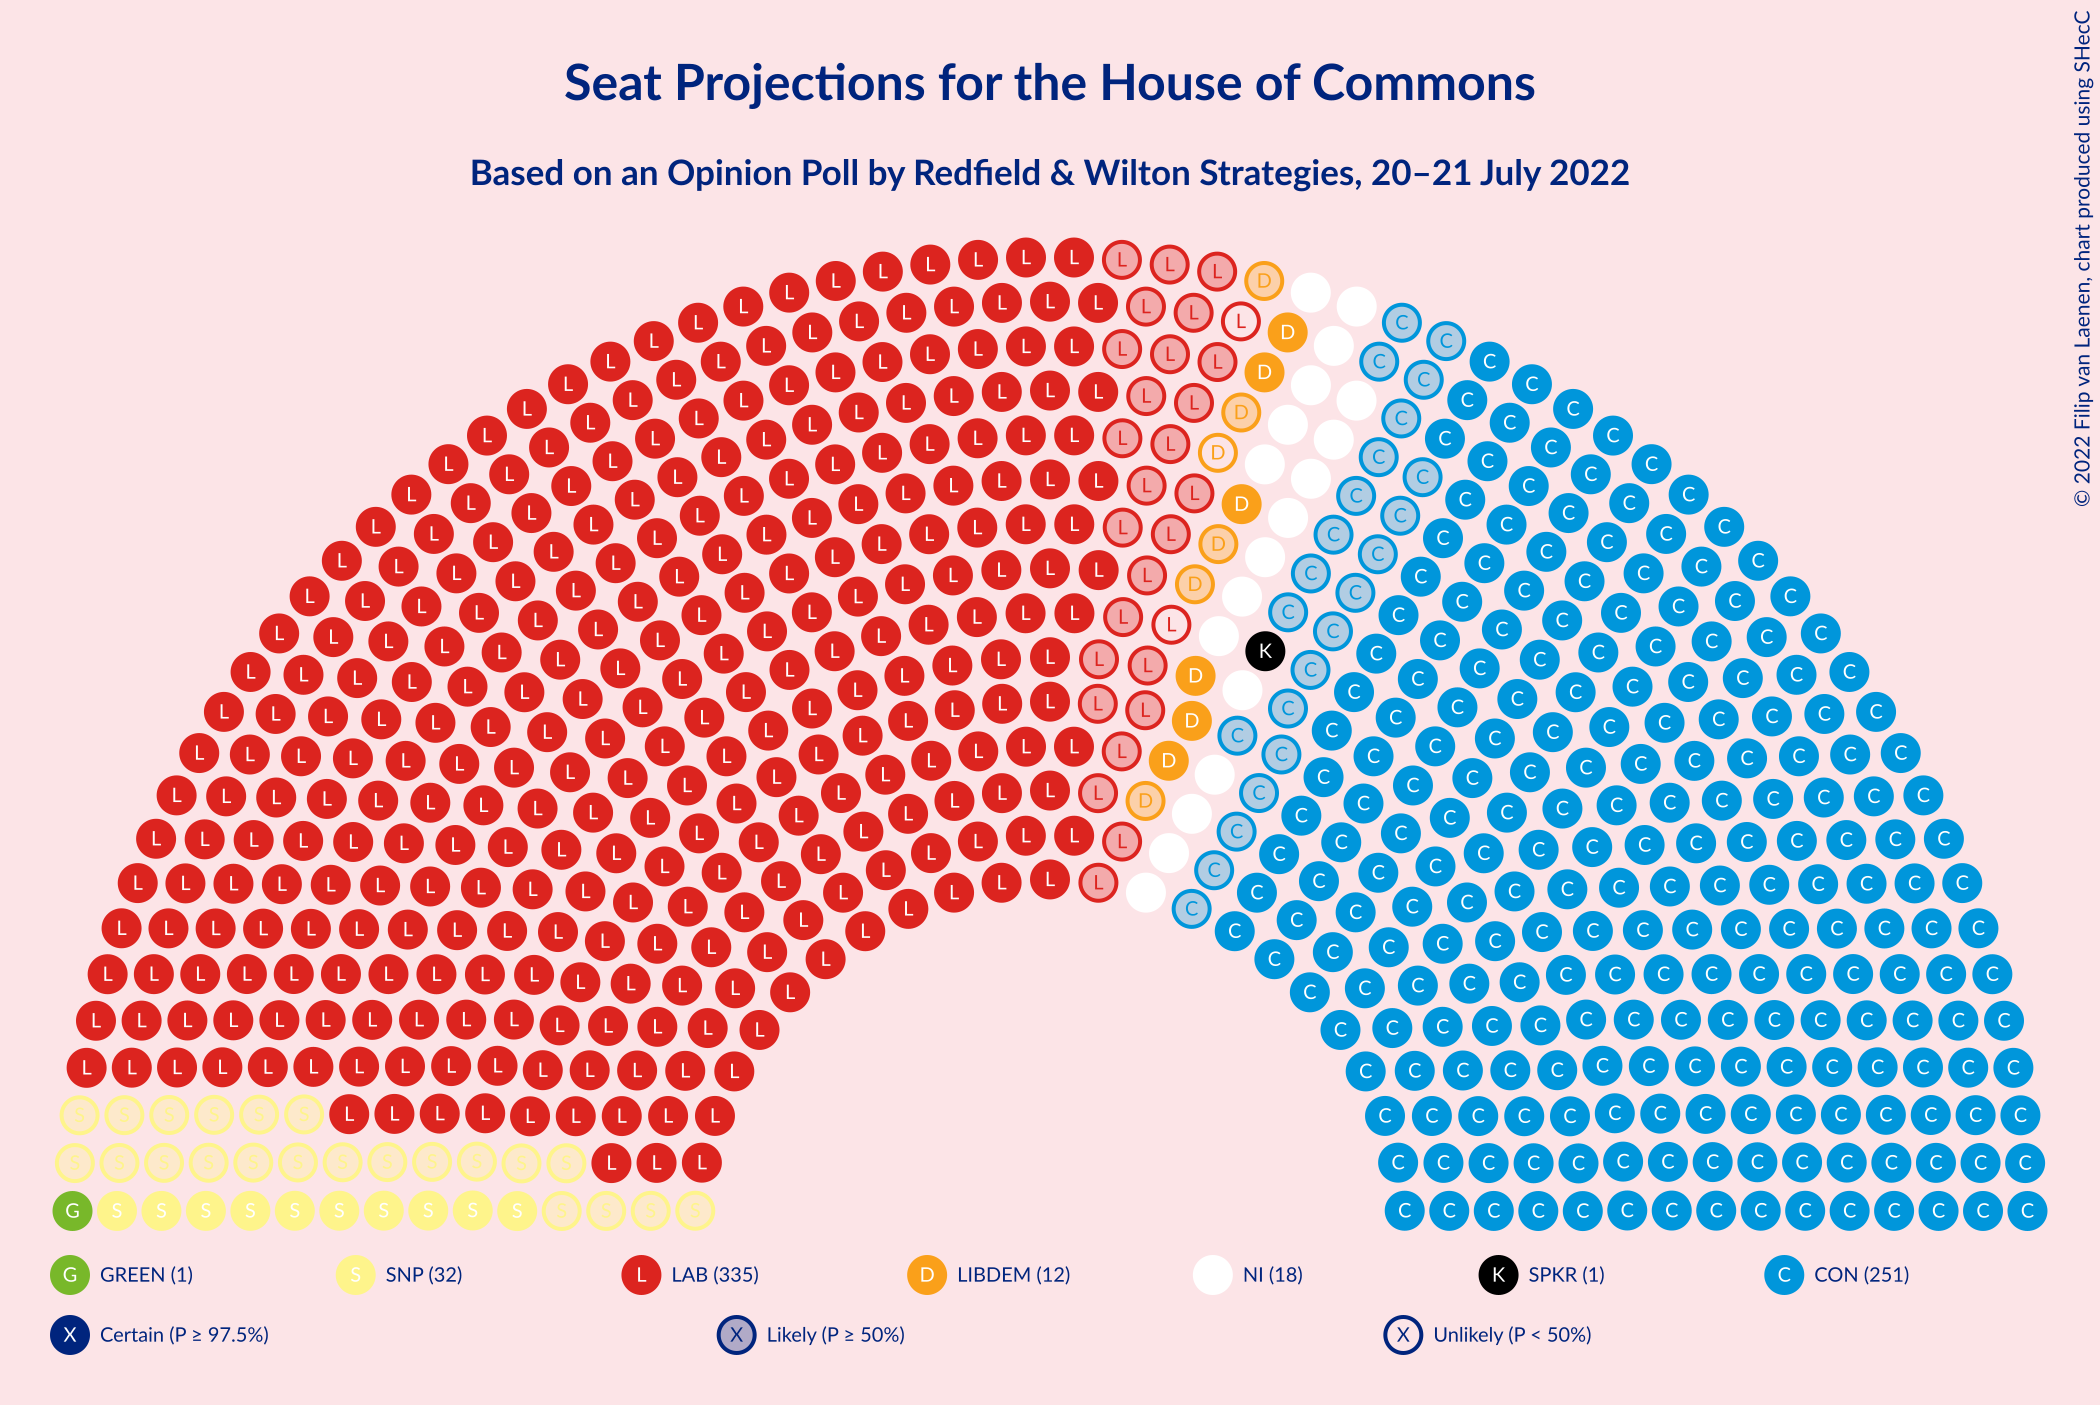 Seat Projections for the House of Commons
Based on an Opinion Poll by Redfield & Wilton Strategies, 20–21 July 2022
© 2022 Filip van Laenen, chart produced using SHecC
G GREEN (1)
S SNP (32)
L LAB (335)
D LIBDEM (12)
NI (18)
K SPKR (1)
C CON (251)
X Certain (P ≥ 97.5%)
X Likely (P ≥ 50%)
X Unlikely (P < 50%)